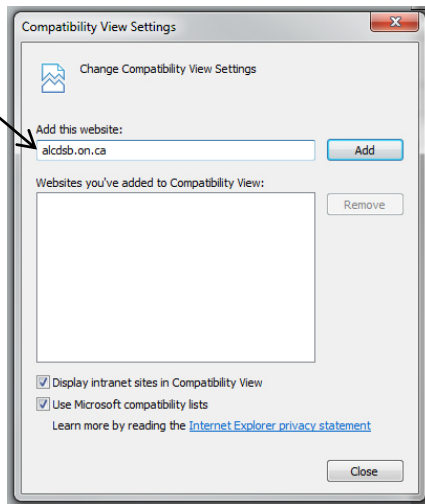 Compatibility View Settings
Change Compatibility View Settings
Add this website:
alcdsb.on.ca
Add
Websites you've added to Compatibility View:
Remove
Display intranet sites in Compatibility View
Use Microsoft compatibility lists
Learn more by reading the Internet Explorer privacy statement
Close